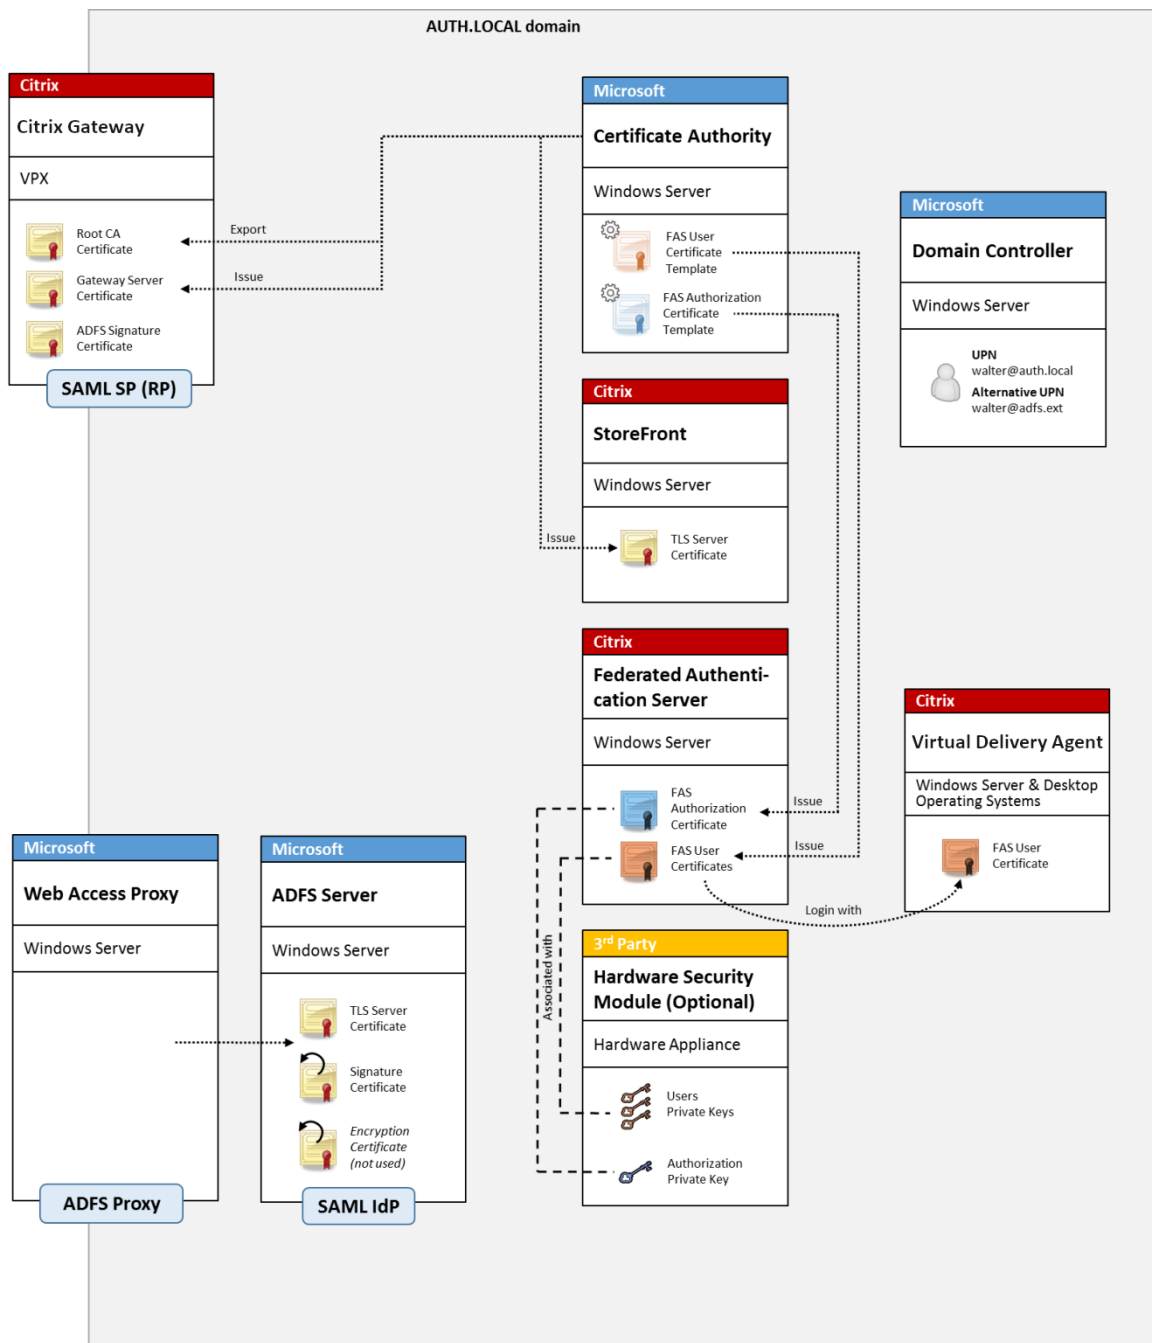 AUTH.LOCAL domain
Citrix
Citrix Gateway
VPX
Root CA
Certificate
Gateway Server
Certificate
ADFS Signature
Certificate
SAML SP (RP)
Export
Issue
Microsoft
Certificate Authority
Windows Server
FAS User
Certificate
Template
FAS Authorization
Certificate
Template
Microsoft
Domain Controller
Windows Server
UPN
walter@auth.local
Alternative UPN
walter@adfs.ext
Citrix
StoreFront
Windows Server
Issue
TLS Server
Certificate
Citrix
Federated Authenti-
cation Server
Windows Server
FAS
Authorization
Certificate
FAS User
Certificates
Issue
Issue
Login with
Citrix
Virtual Delivery Agent
Windows Server & Desktop
Operating Systems
FAS User
Certificate
Microsoft
Web Access Proxy
Windows Server
ADFS Proxy
Microsoft
ADFS Server
Windows Server
TLS Server
Certificate
Signature
Certificate
Encryption
Certificate
(not used)
SAML IdP
Associated with
3rd Party
Hardware Security
Module (Optional)
Hardware Appliance
Users
Private Keys
Authorization
Private Key